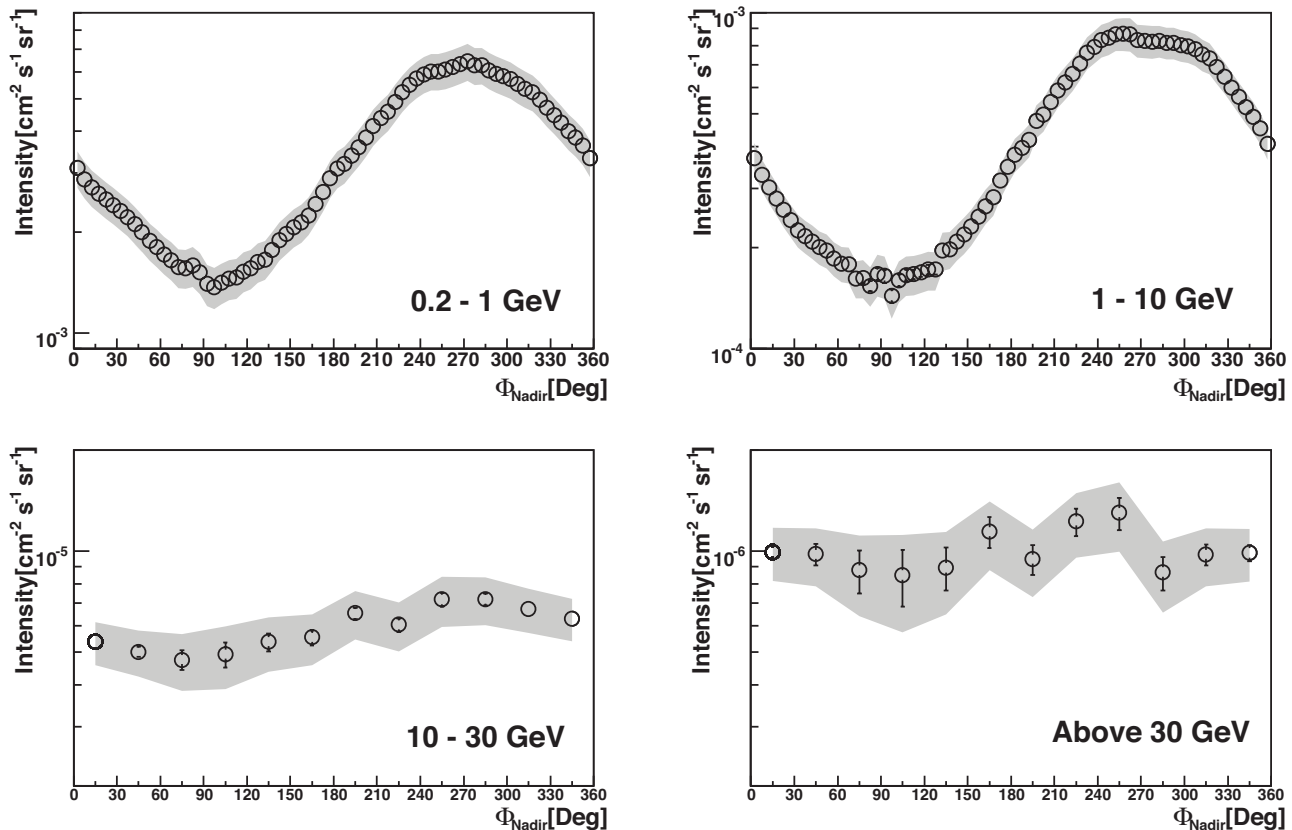 Intensity[cm-2 s-1 sr-1]
10-3
0.2 - 1 GeV
0 30 60 90 120 150 180 210 240 270 300 330 360
ΦNadir[Deg]
Intensity[cm-2 s-1 sr-1]
10-3
10-4
1 - 10 GeV
0 30 60 90 120 150 180 210 240 270 300 330 360
ΦNadir[Deg]
Intensity[cm-2 s-1 sr-1]
10-5
10 - 30 GeV
0 30 60 90 120 150 180 210 240 270 300 330 360
ΦNadir[Deg]
Intensity[cm-2 s-1 sr-1]
10-6
Above 30 GeV
0 30 60 90 120 150 180 210 240 270 300 330 360
ΦNadir[Deg]